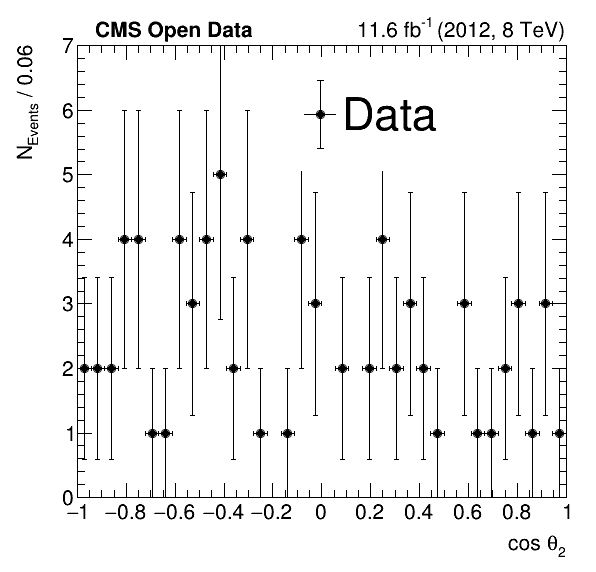 CMS Open Data 11.6 fb⁻¹ (2012, 8 TeV)
N_Events / 0.06
7
6
Data
5
4
3
2
1
0
−1 −0.8 −0.6 −0.4 −0.2 0 0.2 0.4 0.6 0.8 1
cos θ₂